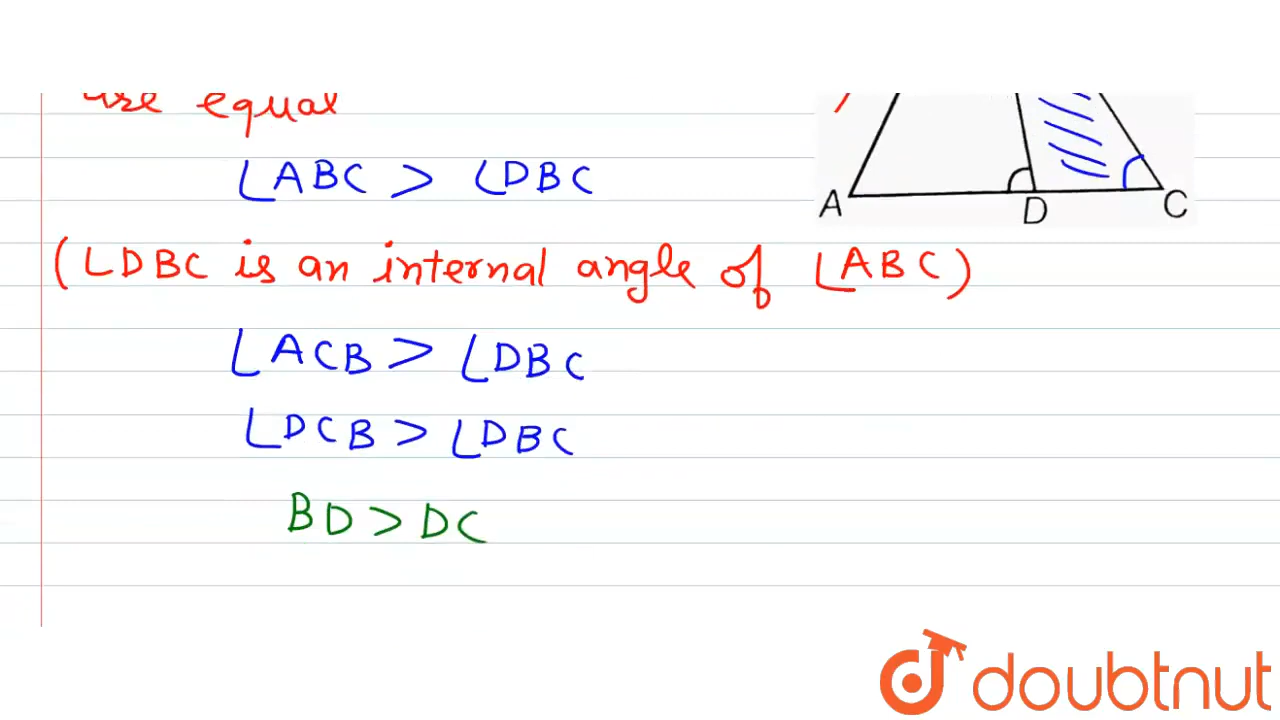 are equal
∠ABC > ∠DBC
A D C
(∠DBC is an internal angle of ∠ABC)
∠ACB > ∠DBC
∠DCB > ∠DBC
BD > DC
doubtnut